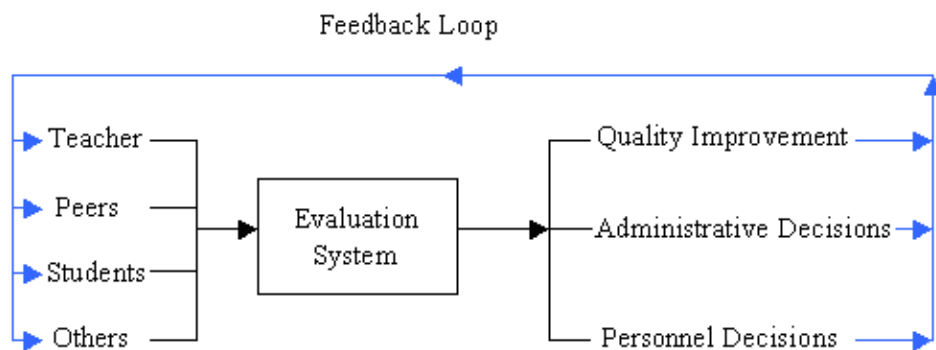 Feedback Loop
Teacher
Quality Improvement
Peers
Evaluation
System
Administrative Decisions
Students
Others
Personnel Decisions